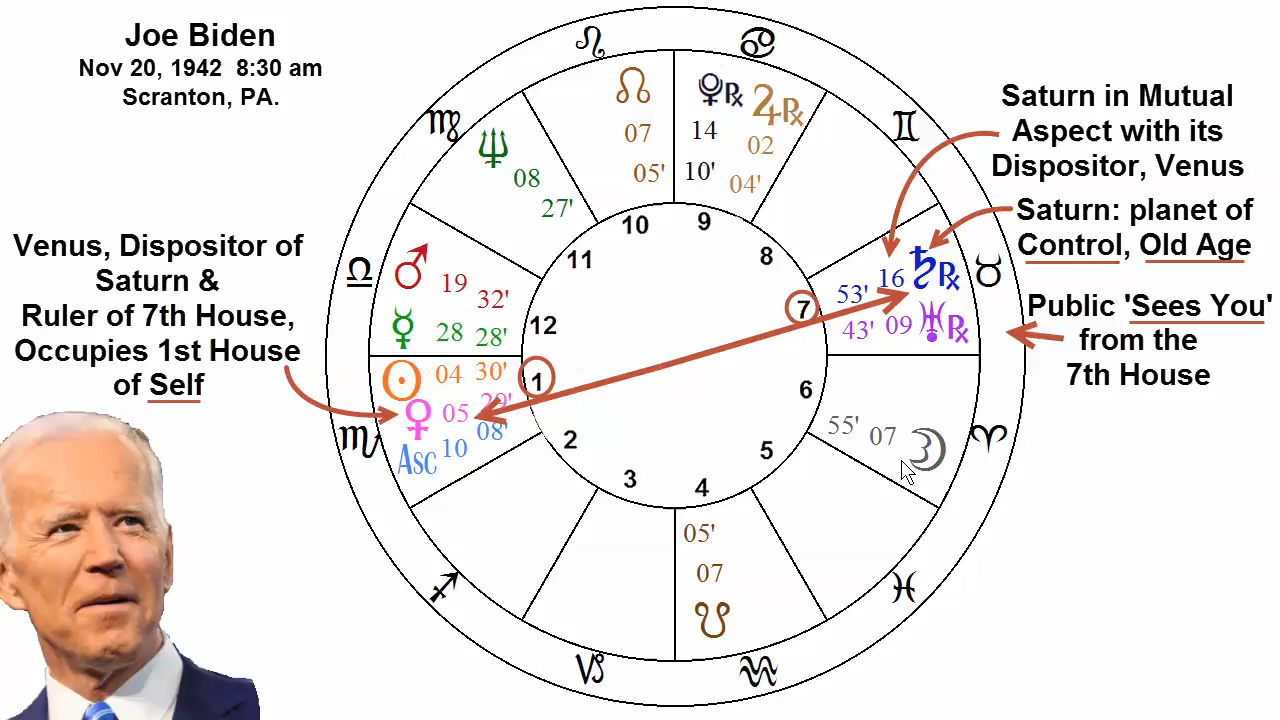 Joe Biden
Nov 20, 1942 8:30 am
Scranton, PA.
Saturn in Mutual
Aspect with its
Dispositor, Venus
Saturn: planet of
Control, Old Age
Public 'Sees You'
from the
7th House
Venus, Dispositor of
Saturn &
Ruler of 7th House,
Occupies 1st House
of Self
♌ ♋
♍ ♊
♎ ♉
♏ ♈
♐ ♓
♑ ♒
☊
07
05'
♇℞
14
10'
♃℞
02
04'
♆
08
27'
♂ 19 32'
☿ 28 28'
☉ 04 30'
♀ 05 29'
Asc 10 08'
53' 16 ♄℞
43' 09 ♅℞
55' 07 ☽
05'
07
☋
10
9
11
8
12
7
1
6
2
5
3
4